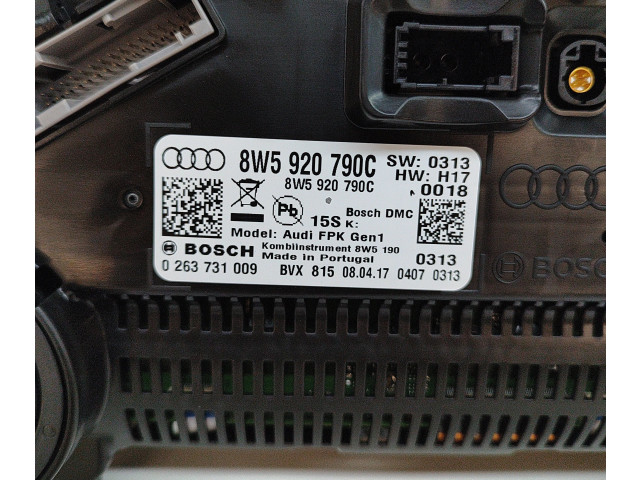 8W5 920 790C SW: 0313
8W5 920 790C HW: H17
0018
Pb 15S K: Bosch DMC
Model: Audi FPK Gen1
BOSCH Kombiinstrument 8W5 190
Made in Portugal 0313
0 263 731 009 BVX 815 08.04.17 0407 0313
BOSCH